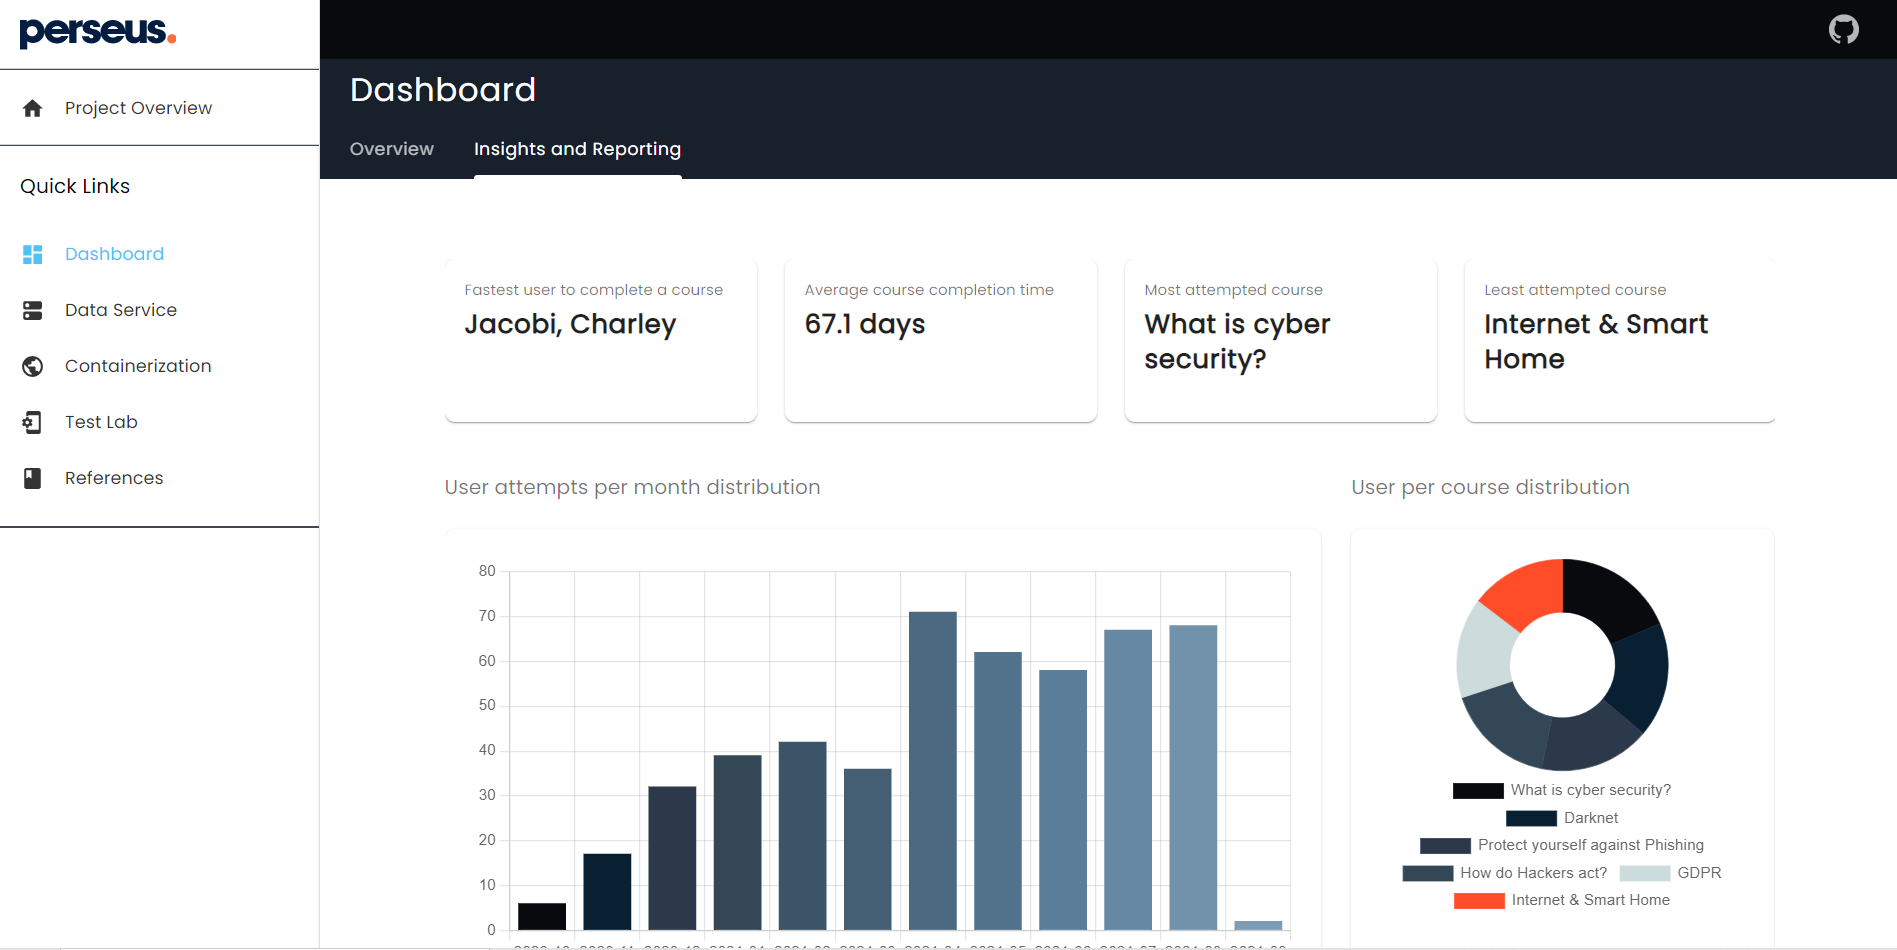 perseus.
Project Overview
Quick Links
Dashboard
Data Service
Containerization
Test Lab
References
Dashboard
Overview
Insights and Reporting
Fastest user to complete a course
Jacobi, Charley
Average course completion time
67.1 days
Most attempted course
What is cyber
security?
Least attempted course
Internet & Smart
Home
User attempts per month distribution
80
70
60
50
40
30
20
10
0
User per course distribution
What is cyber security?
Darknet
Protect yourself against Phishing
How do Hackers act?
GDPR
Internet & Smart Home